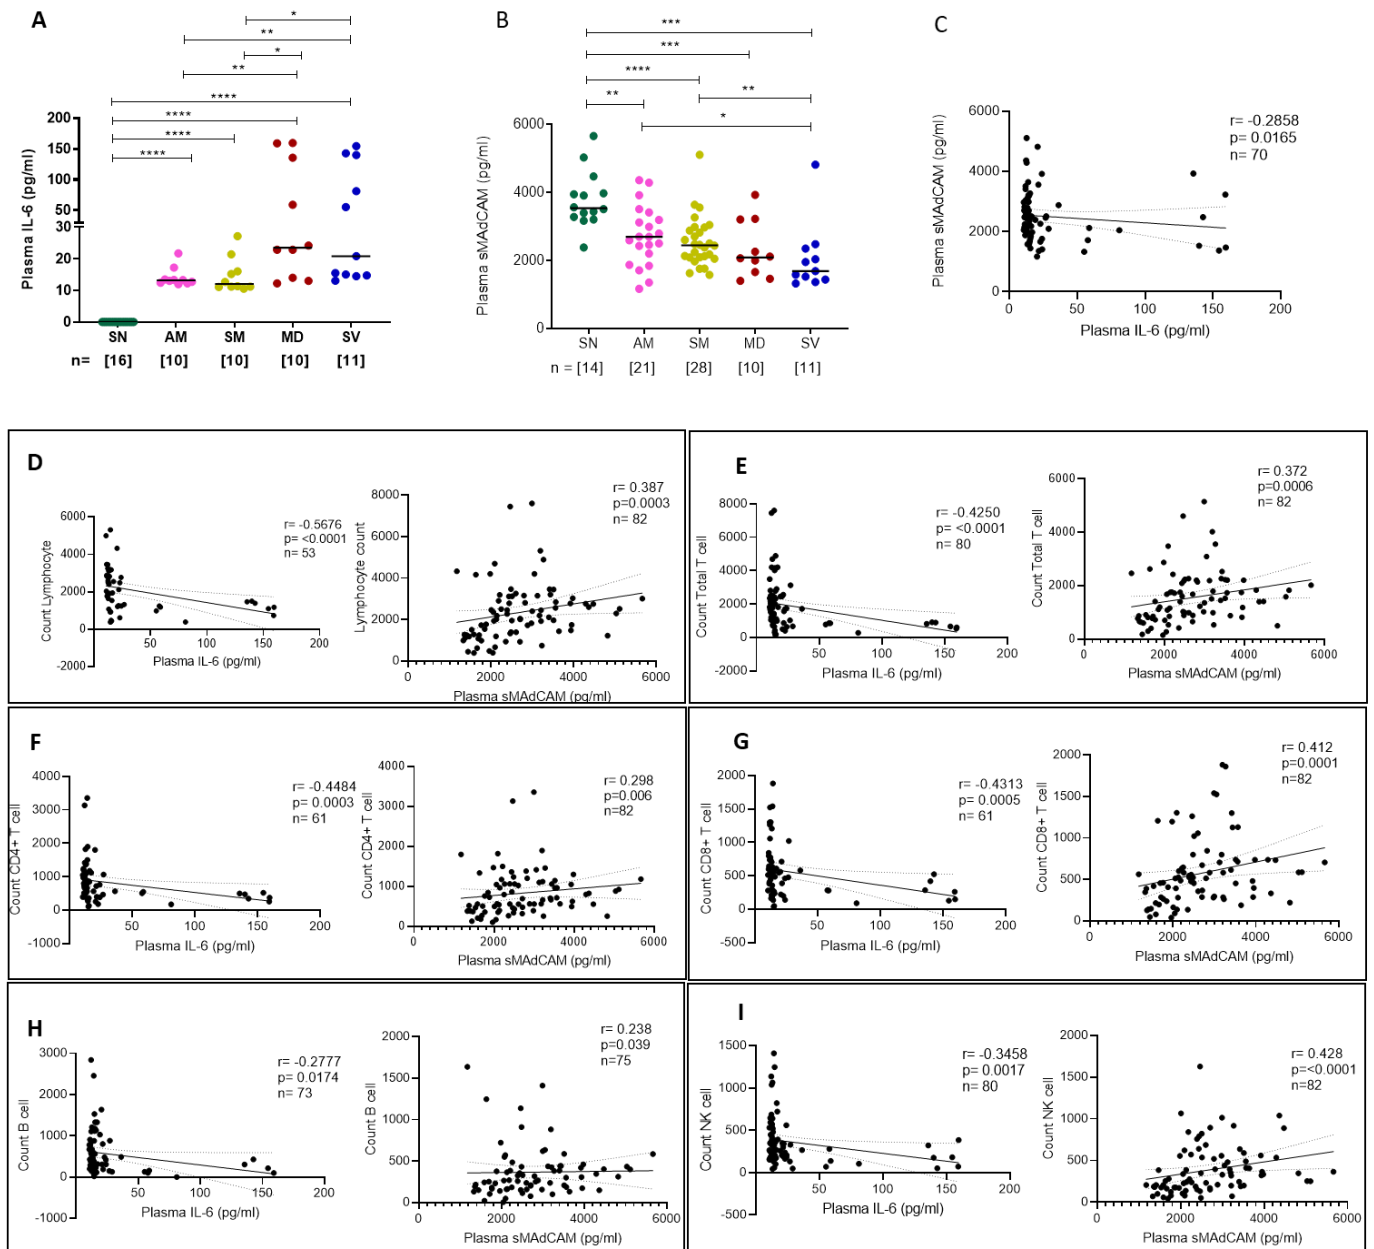 A
*
**
*
**
****
****
****
****
Plasma IL-6 (pg/ml)
200
150
100
50
30
20
10
0
SN AM SM MD SV
n= [16] [10] [10] [10] [11]
B
***
***
****
**
**
*
Plasma sMAdCAM (pg/ml)
6000
4000
2000
0
SN AM SM MD SV
n = [14] [21] [28] [10] [11]
C
r= -0.2858
p= 0.0165
n= 70
Plasma sMAdCAM (pg/ml)
6000
4000
2000
0
0 50 100 150 200
Plasma IL-6 (pg/ml)
D
r= -0.5676
p= <0.0001
n= 53
Count Lymphocyte
6000
4000
2000
0
-2000
50 100 150 200
Plasma IL-6 (pg/ml)
r= 0.387
p=0.0003
n= 82
Lymphocyte count
8000
6000
4000
2000
0
0 2000 4000 6000
Plasma sMAdCAM (pg/ml)
E
r= -0.4250
p= <0.0001
n= 80
Count Total T cell
8000
6000
4000
2000
0
-2000
50 100 150 200
Plasma IL-6 (pg/ml)
r= 0.372
p=0.0006
n= 82
Count Total T cell
6000
4000
2000
0
0 2000 4000 6000
Plasma sMAdCAM (pg/ml)
F
r= -0.4484
p= 0.0003
n= 61
Count CD4+ T cell
4000
3000
2000
1000
0
-1000
50 100 150 200
Plasma IL-6 (pg/ml)
r= 0.298
p=0.006
n=82
Count CD4+ T cell
4000
3000
2000
1000
0
0 2000 4000 6000
Plasma sMAdCAM (pg/ml)
G
r= -0.4313
p= 0.0005
n= 61
Count CD8+ T cell
2000
1500
1000
500
0
-500
50 100 150 200
Plasma IL-6 (pg/ml)
r= 0.412
p=0.0001
n=82
Count CD8+ T cell
2000
1500
1000
500
0
0 2000 4000 6000
Plasma sMAdCAM (pg/ml)
H
r= -0.2777
p= 0.0174
n= 73
Count B cell
3000
2000
1000
0
-1000
50 100 150 200
Plasma IL-6 (pg/ml)
r= 0.238
p=0.039
n=75
Count B cell
2000
1500
1000
500
0
0 2000 4000 6000
Plasma sMAdCAM (pg/ml)
I
r= -0.3458
p= 0.0017
n= 80
Count NK cell
1500
1000
500
0
-500
50 100 150 200
Plasma IL-6 (pg/ml)
r= 0.428
p=<0.0001
n=82
Count NK cell
2000
1500
1000
500
0
0 2000 4000 6000
Plasma sMAdCAM (pg/ml)